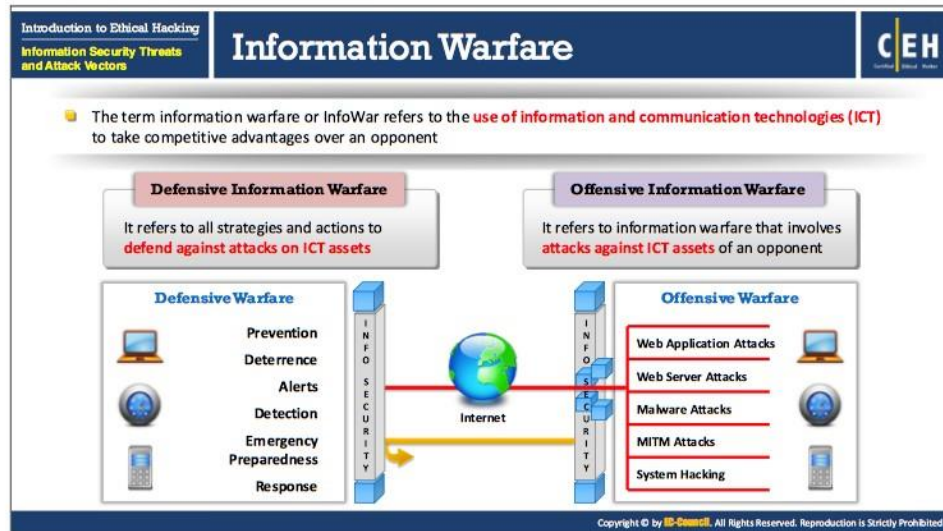 Introduction to Ethical Hacking
Information Security Threats
and Attack Vectors
Information Warfare
CEH
The term information warfare or InfoWar refers to the use of information and communication technologies (ICT)
to take competitive advantages over an opponent
Defensive Information Warfare
It refers to all strategies and actions to
defend against attacks on ICT assets
Offensive Information Warfare
It refers to information warfare that involves
attacks against ICT assets of an opponent
Defensive Warfare
Prevention
Deterrence
Alerts
Detection
Emergency
Preparedness
Response
INFO SECURITY
Internet
INFO SECURITY
Offensive Warfare
Web Application Attacks
Web Server Attacks
Malware Attacks
MITM Attacks
System Hacking
Copyright © by EC-Council. All Rights Reserved. Reproduction is Strictly Prohibited